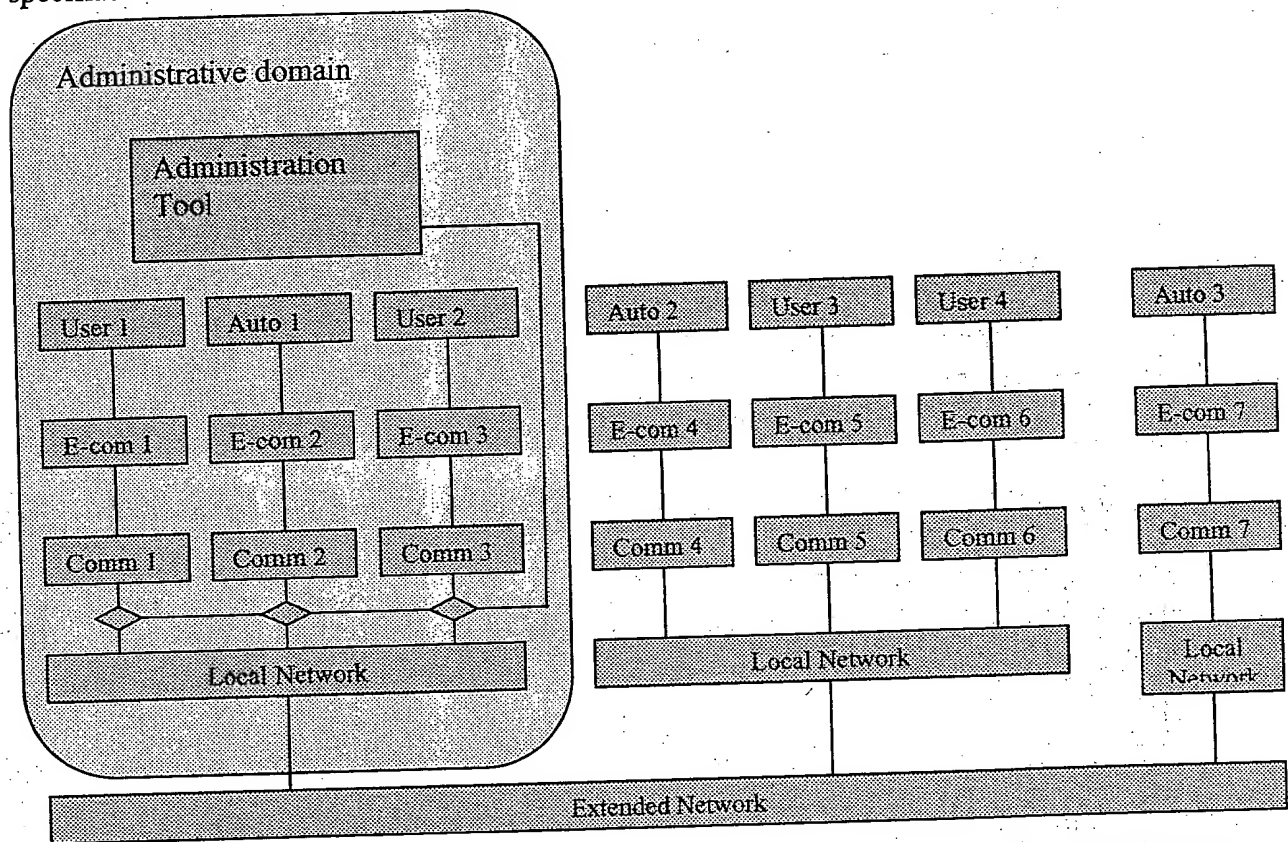 Administrative domain
Administration
Tool
User 1
Auto 1
User 2
Auto 2
User 3
User 4
Auto 3
E-com 1
E-com 2
E-com 3
E-com 4
E-com 5
E-com 6
E-com 7
Comm 1
Comm 2
Comm 3
Comm 4
Comm 5
Comm 6
Comm 7
Local Network
Local Network
Local
Network
Extended Network